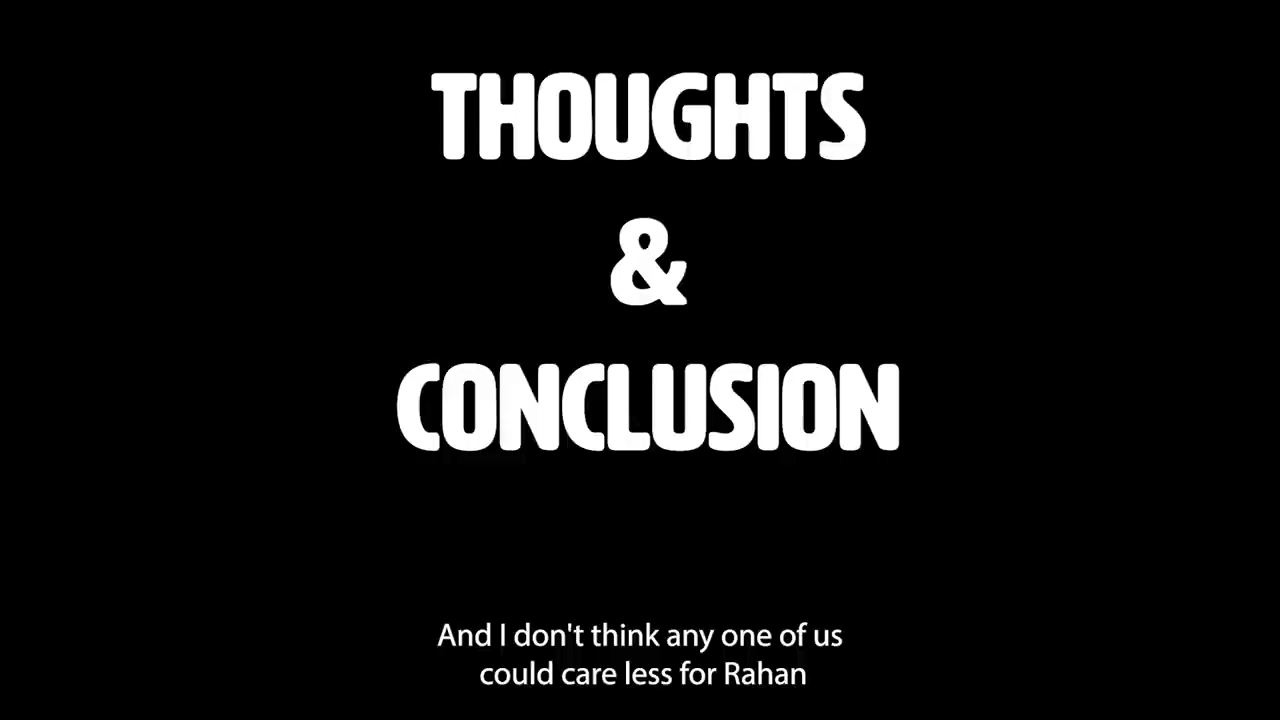 THOUGHTS
&
CONCLUSION
And I don't think any one of us
could care less for Rahan